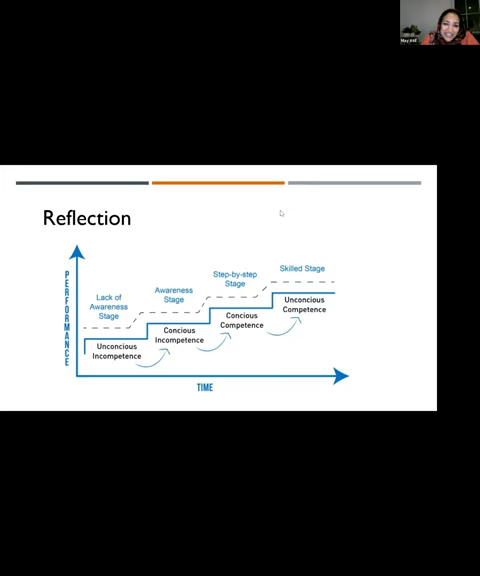 Reflection
PERFORMANCE
Lack of
Awareness
Stage
Awareness
Stage
Step-by-step
Stage
Skilled Stage
Unconcious
Incompetence
Concious
Incompetence
Concious
Competence
Unconcious
Competence
TIME